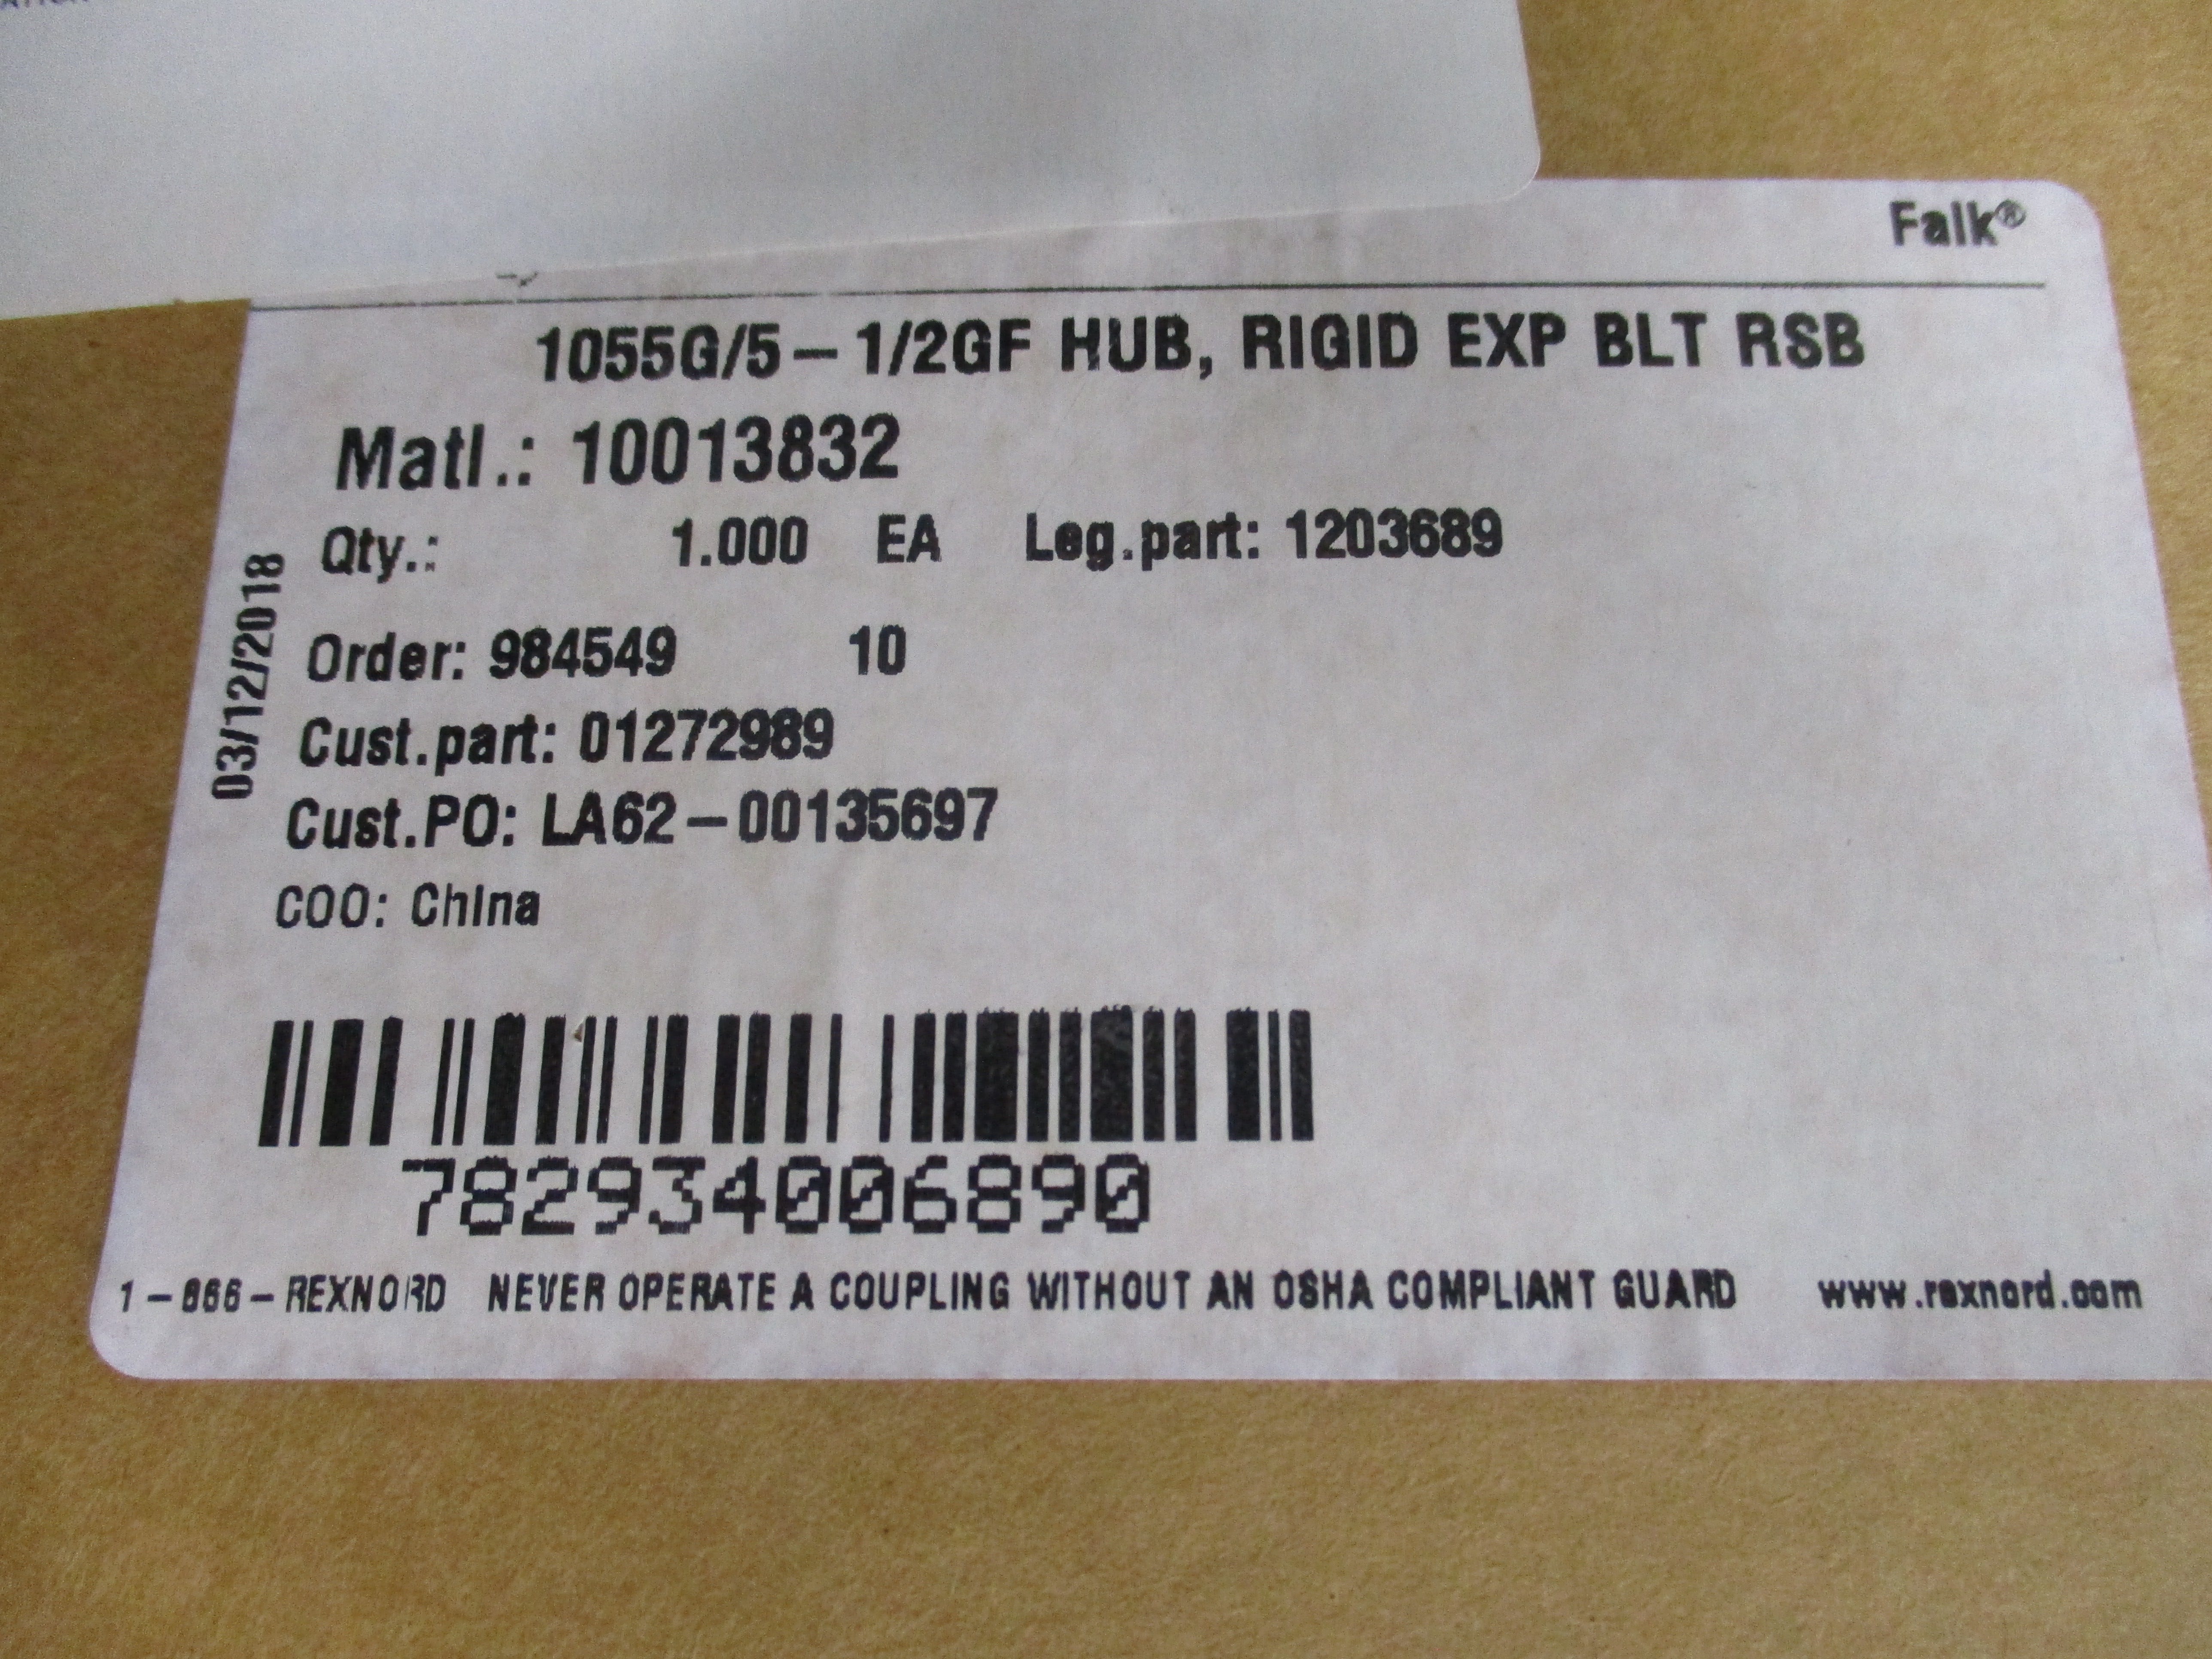 Falk®
1055G/5-1/2GF HUB, RIGID EXP BLT RSB
Matl.: 10013832
Qty.: 1.000 EA Leg.part: 1203689
03/12/2018
Order: 984549 10
Cust.part: 01272989
Cust.PO: LA62-00135697
COO: China
782934006890
1-866-REXNORD NEVER OPERATE A COUPLING WITHOUT AN OSHA COMPLIANT GUARD www.rexnord.com